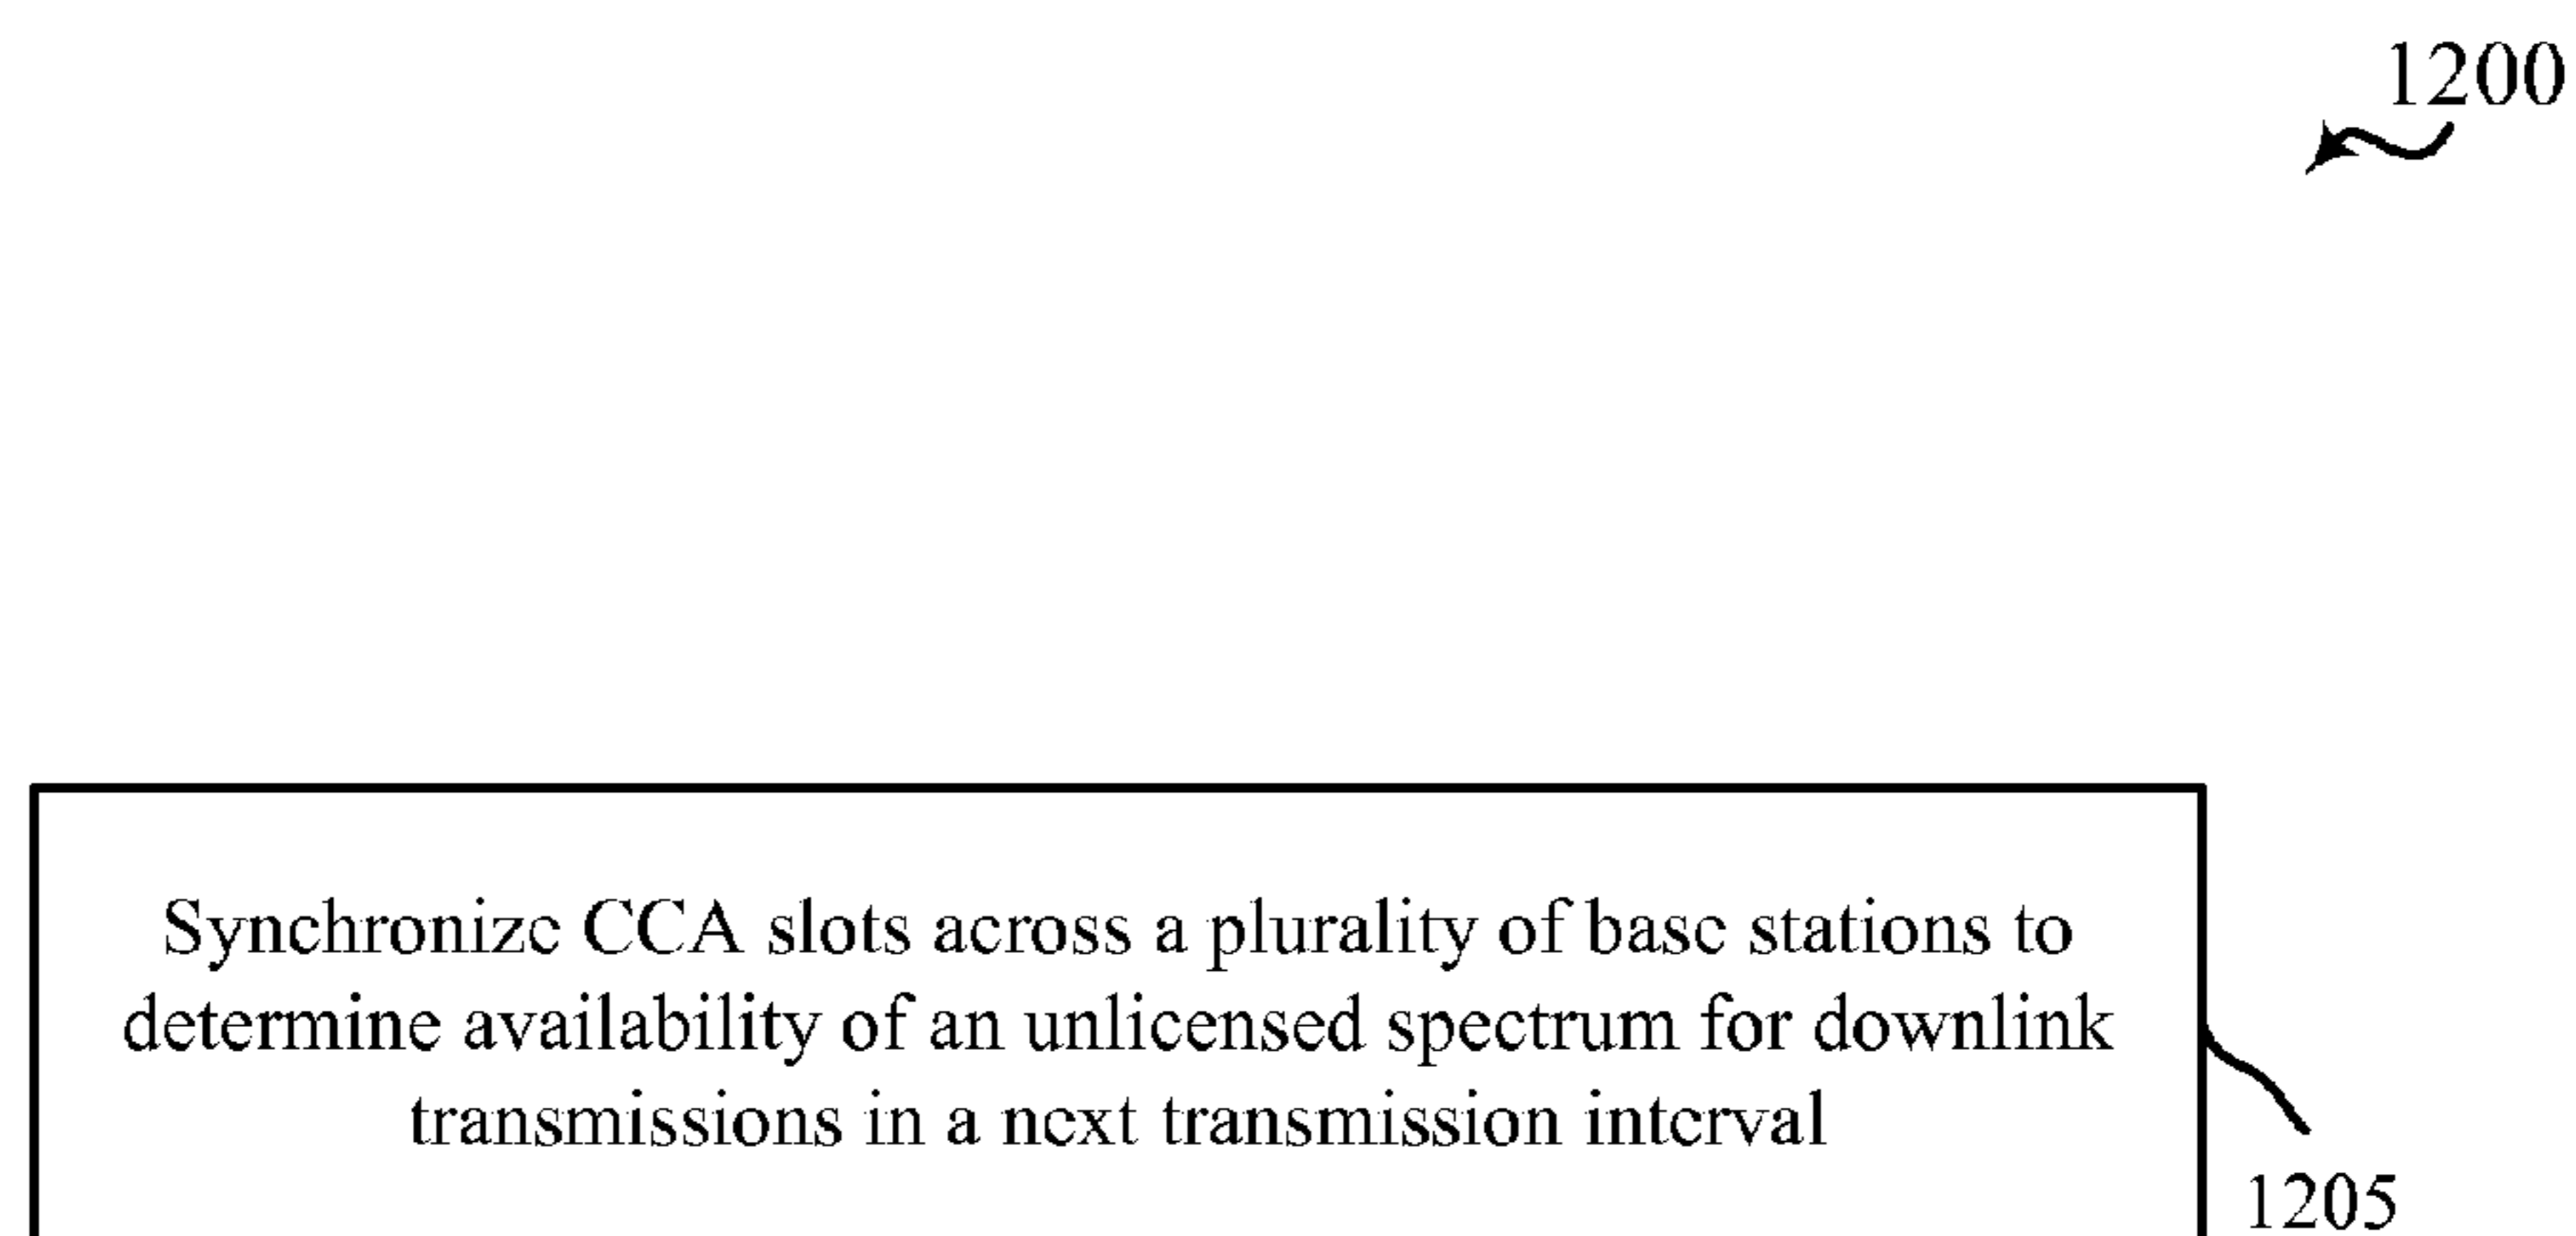 1200
Synchronize CCA slots across a plurality of base stations to
determine availability of an unlicensed spectrum for downlink
transmissions in a next transmission interval
1205